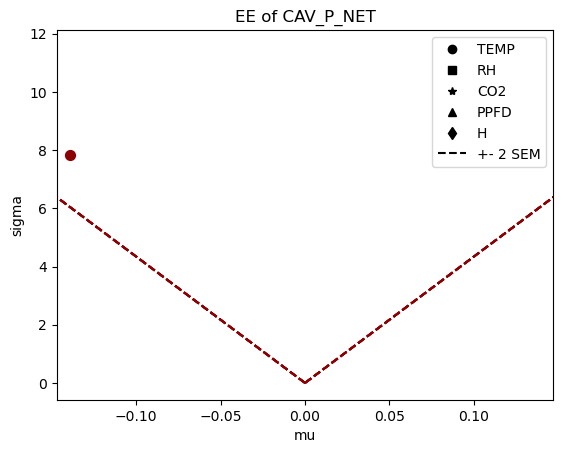 EE of CAV_P_NET
12
10
8
6
4
2
0
sigma
TEMP
RH
CO2
PPFD
H
+- 2 SEM
−0.10
−0.05
0.00
0.05
0.10
mu